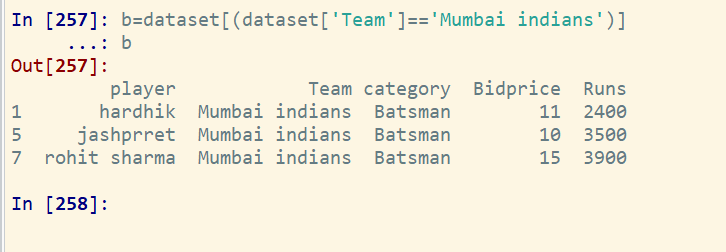 In [257]: b=dataset[(dataset['Team']=='Mumbai indians')]
...: b
Out[257]:
player Team category Bidprice Runs
1 hardhik Mumbai indians Batsman 11 2400
5 jashprret Mumbai indians Batsman 10 3500
7 rohit sharma Mumbai indians Batsman 15 3900
In [258]: